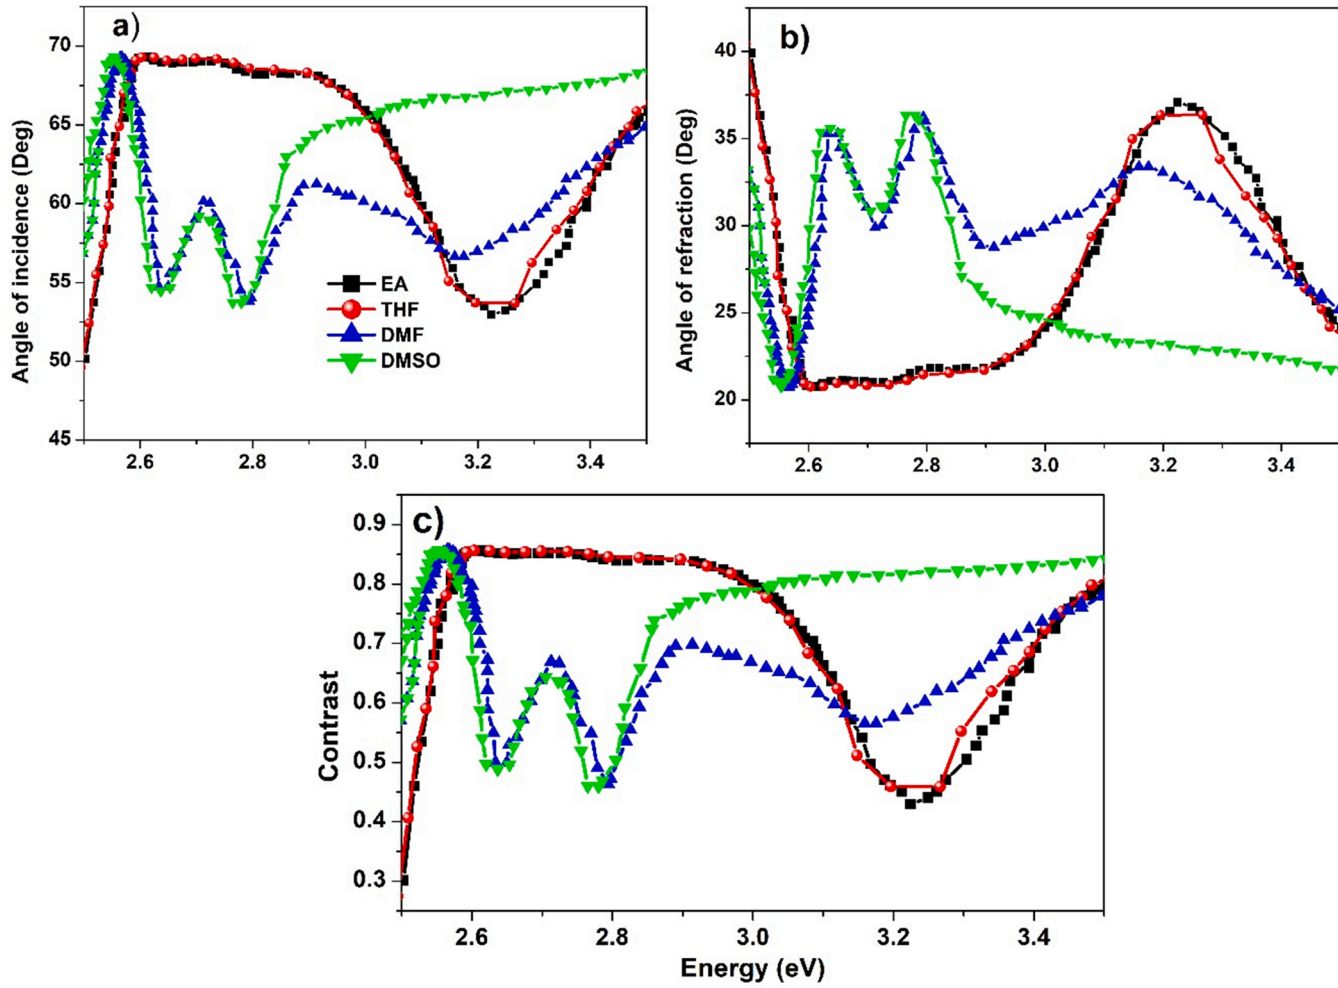 a)
Angle of incidence (Deg)
70
65
60
55
50
45
2.6 2.8 3.0 3.2 3.4
EA
THF
DMF
DMSO
b)
Angle of refraction (Deg)
40
35
30
25
20
2.6 2.8 3.0 3.2 3.4
c)
Contrast
0.9
0.8
0.7
0.6
0.5
0.4
0.3
2.6 2.8 3.0 3.2 3.4
Energy (eV)